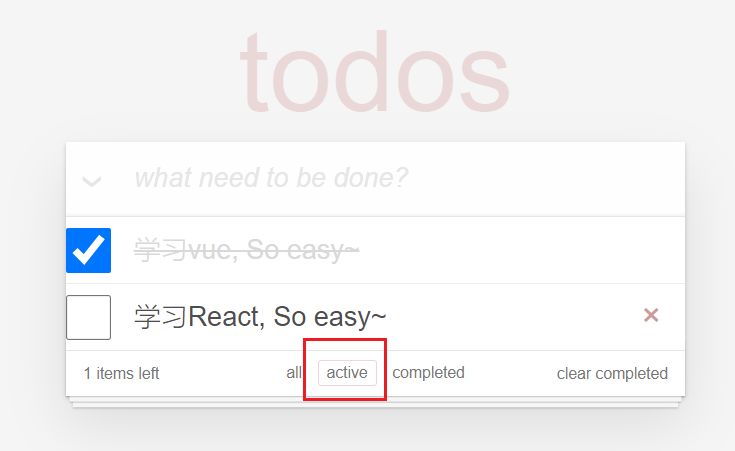 todos
what need to be done?
学习vue, So easy~
学习React, So easy~
1 items left all active completed clear completed